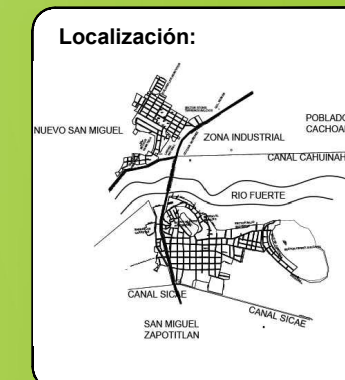 Localización:
NUEVO SAN MIGUEL
ZONA INDUSTRIAL
POBLADO
CACHOA
CANAL CAHUINAH
RIO FUERTE
CANAL SICAE
CANAL SICAE
SAN MIGUEL
ZAPOTITLAN